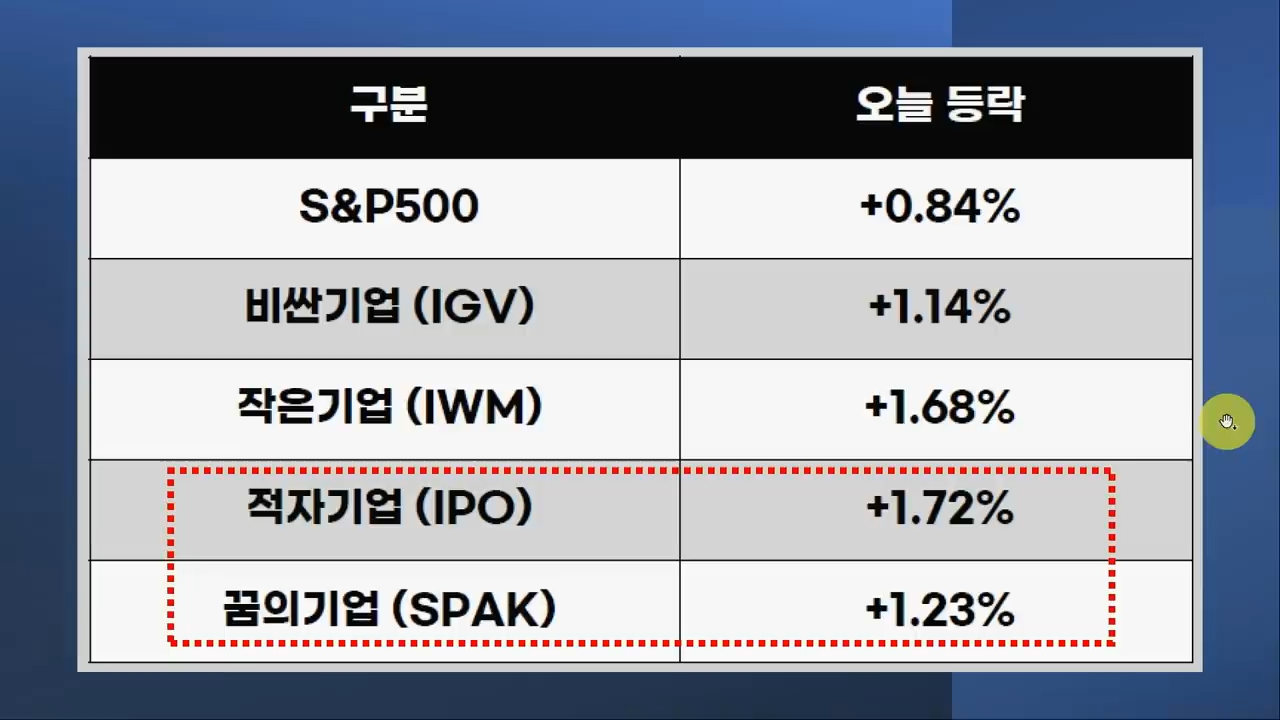 구분 오늘 등락
S&P500 +0.84%
비싼기업 (IGV) +1.14%
작은기업 (IWM) +1.68%
적자기업 (IPO) +1.72%
꿈의기업 (SPAK) +1.23%